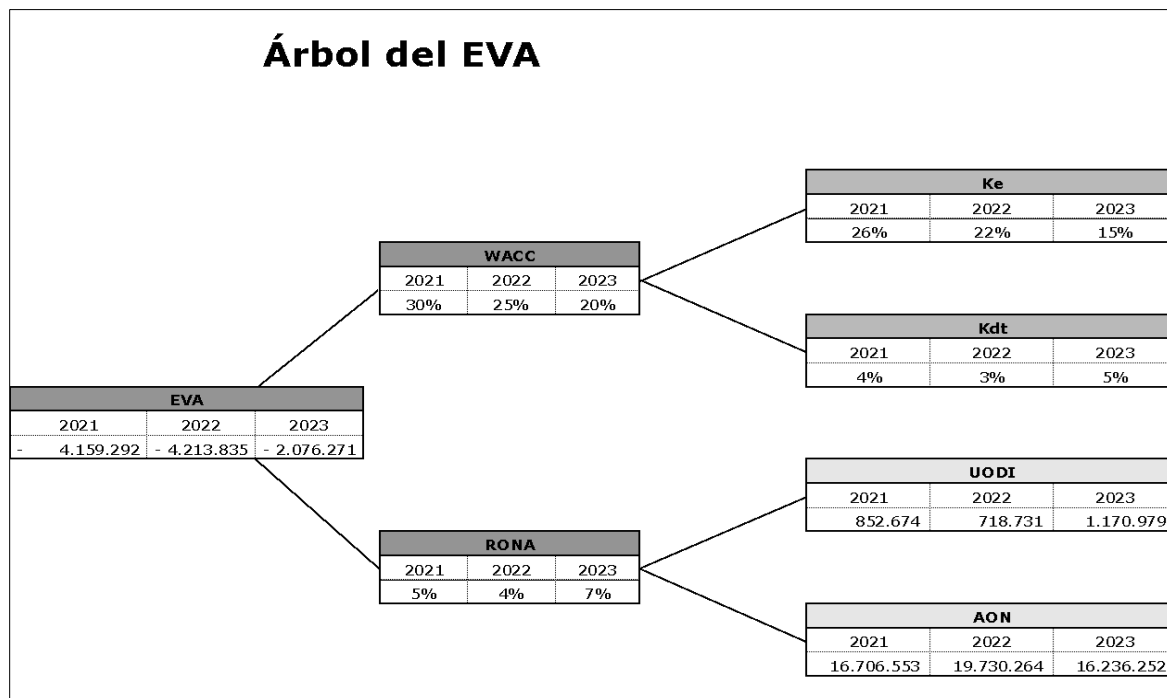 Árbol del EVA
Ke
2021 2022 2023
26% 22% 15%
WACC
2021 2022 2023
30% 25% 20%
Kdt
2021 2022 2023
4% 3% 5%
EVA
2021 2022 2023
- 4.159.292 - 4.213.835 - 2.076.271
UODI
2021 2022 2023
852.674 718.731 1.170.979
RONA
2021 2022 2023
5% 4% 7%
AON
2021 2022 2023
16.706.553 19.730.264 16.236.252